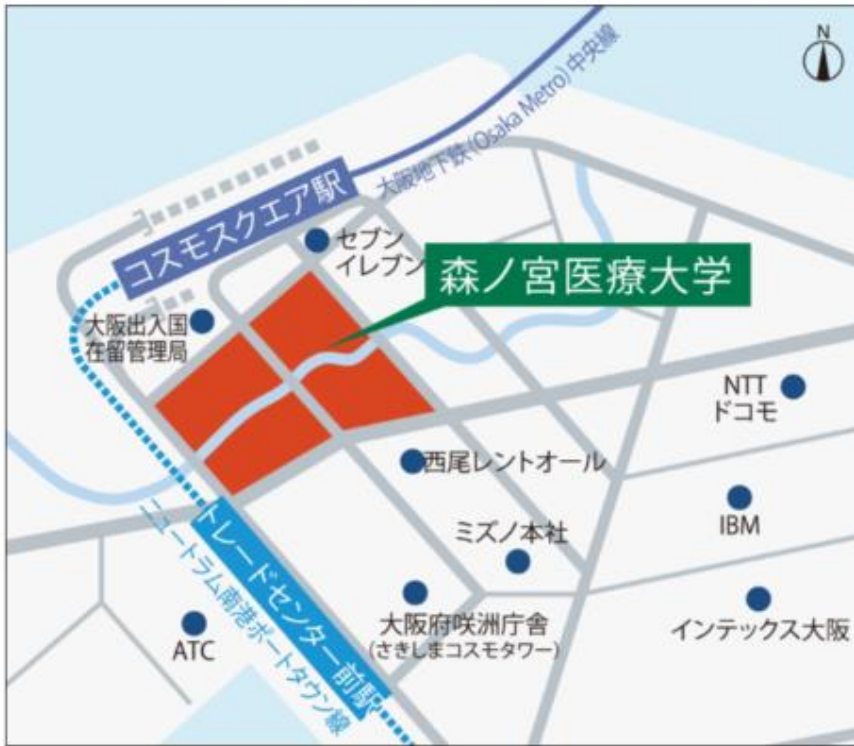 N
大阪地下鉄(Osaka Metro)中央線
コスモスクエア駅
セブン
イレブン
森ノ宮医療大学
大阪出入国
在留管理局
NTT
ドコモ
西尾レントオール
IBM
ミズノ本社
トレードセンター前駅
ニュートラム南港ポートタウン線
ATC
大阪府咲洲庁舎
(さきしまコスモタワー)
インテックス大阪